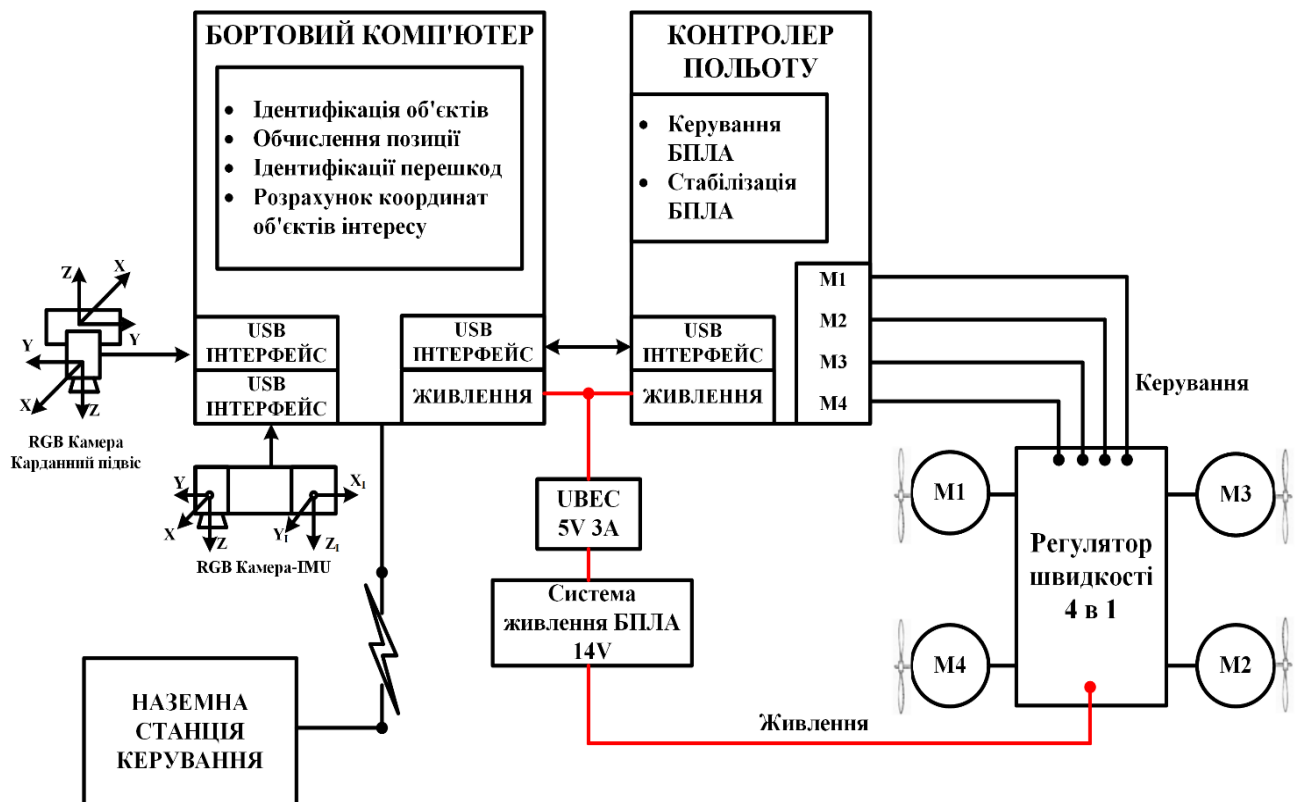 БОРТОВИЙ КОМП'ЮТЕР
• Ідентифікація об'єктів
• Обчислення позиції
• Ідентифікації перешкод
• Розрахунок координат
об'єктів інтересу
USB
ІНТЕРФЕЙС
USB
ІНТЕРФЕЙС
USB
ІНТЕРФЕЙС
ЖИВЛЕННЯ
КОНТРОЛЕР
ПОЛЬОТУ
• Керування
БПЛА
• Стабілізація
БПЛА
M1
M2
M3
M4
USB
ІНТЕРФЕЙС
ЖИВЛЕННЯ
Керування
Z
X
Y
Y
X
Z
RGB Камера
Карданний підвіс
Y
X
Z
X₁
Y₁
Z₁
RGB Камера-IMU
UBEC
5V 3A
Система
живлення БПЛА
14V
Живлення
M1
M3
M4
M2
Регулятор
швидкості
4 в 1
НАЗЕМНА
СТАНЦІЯ
КЕРУВАННЯ